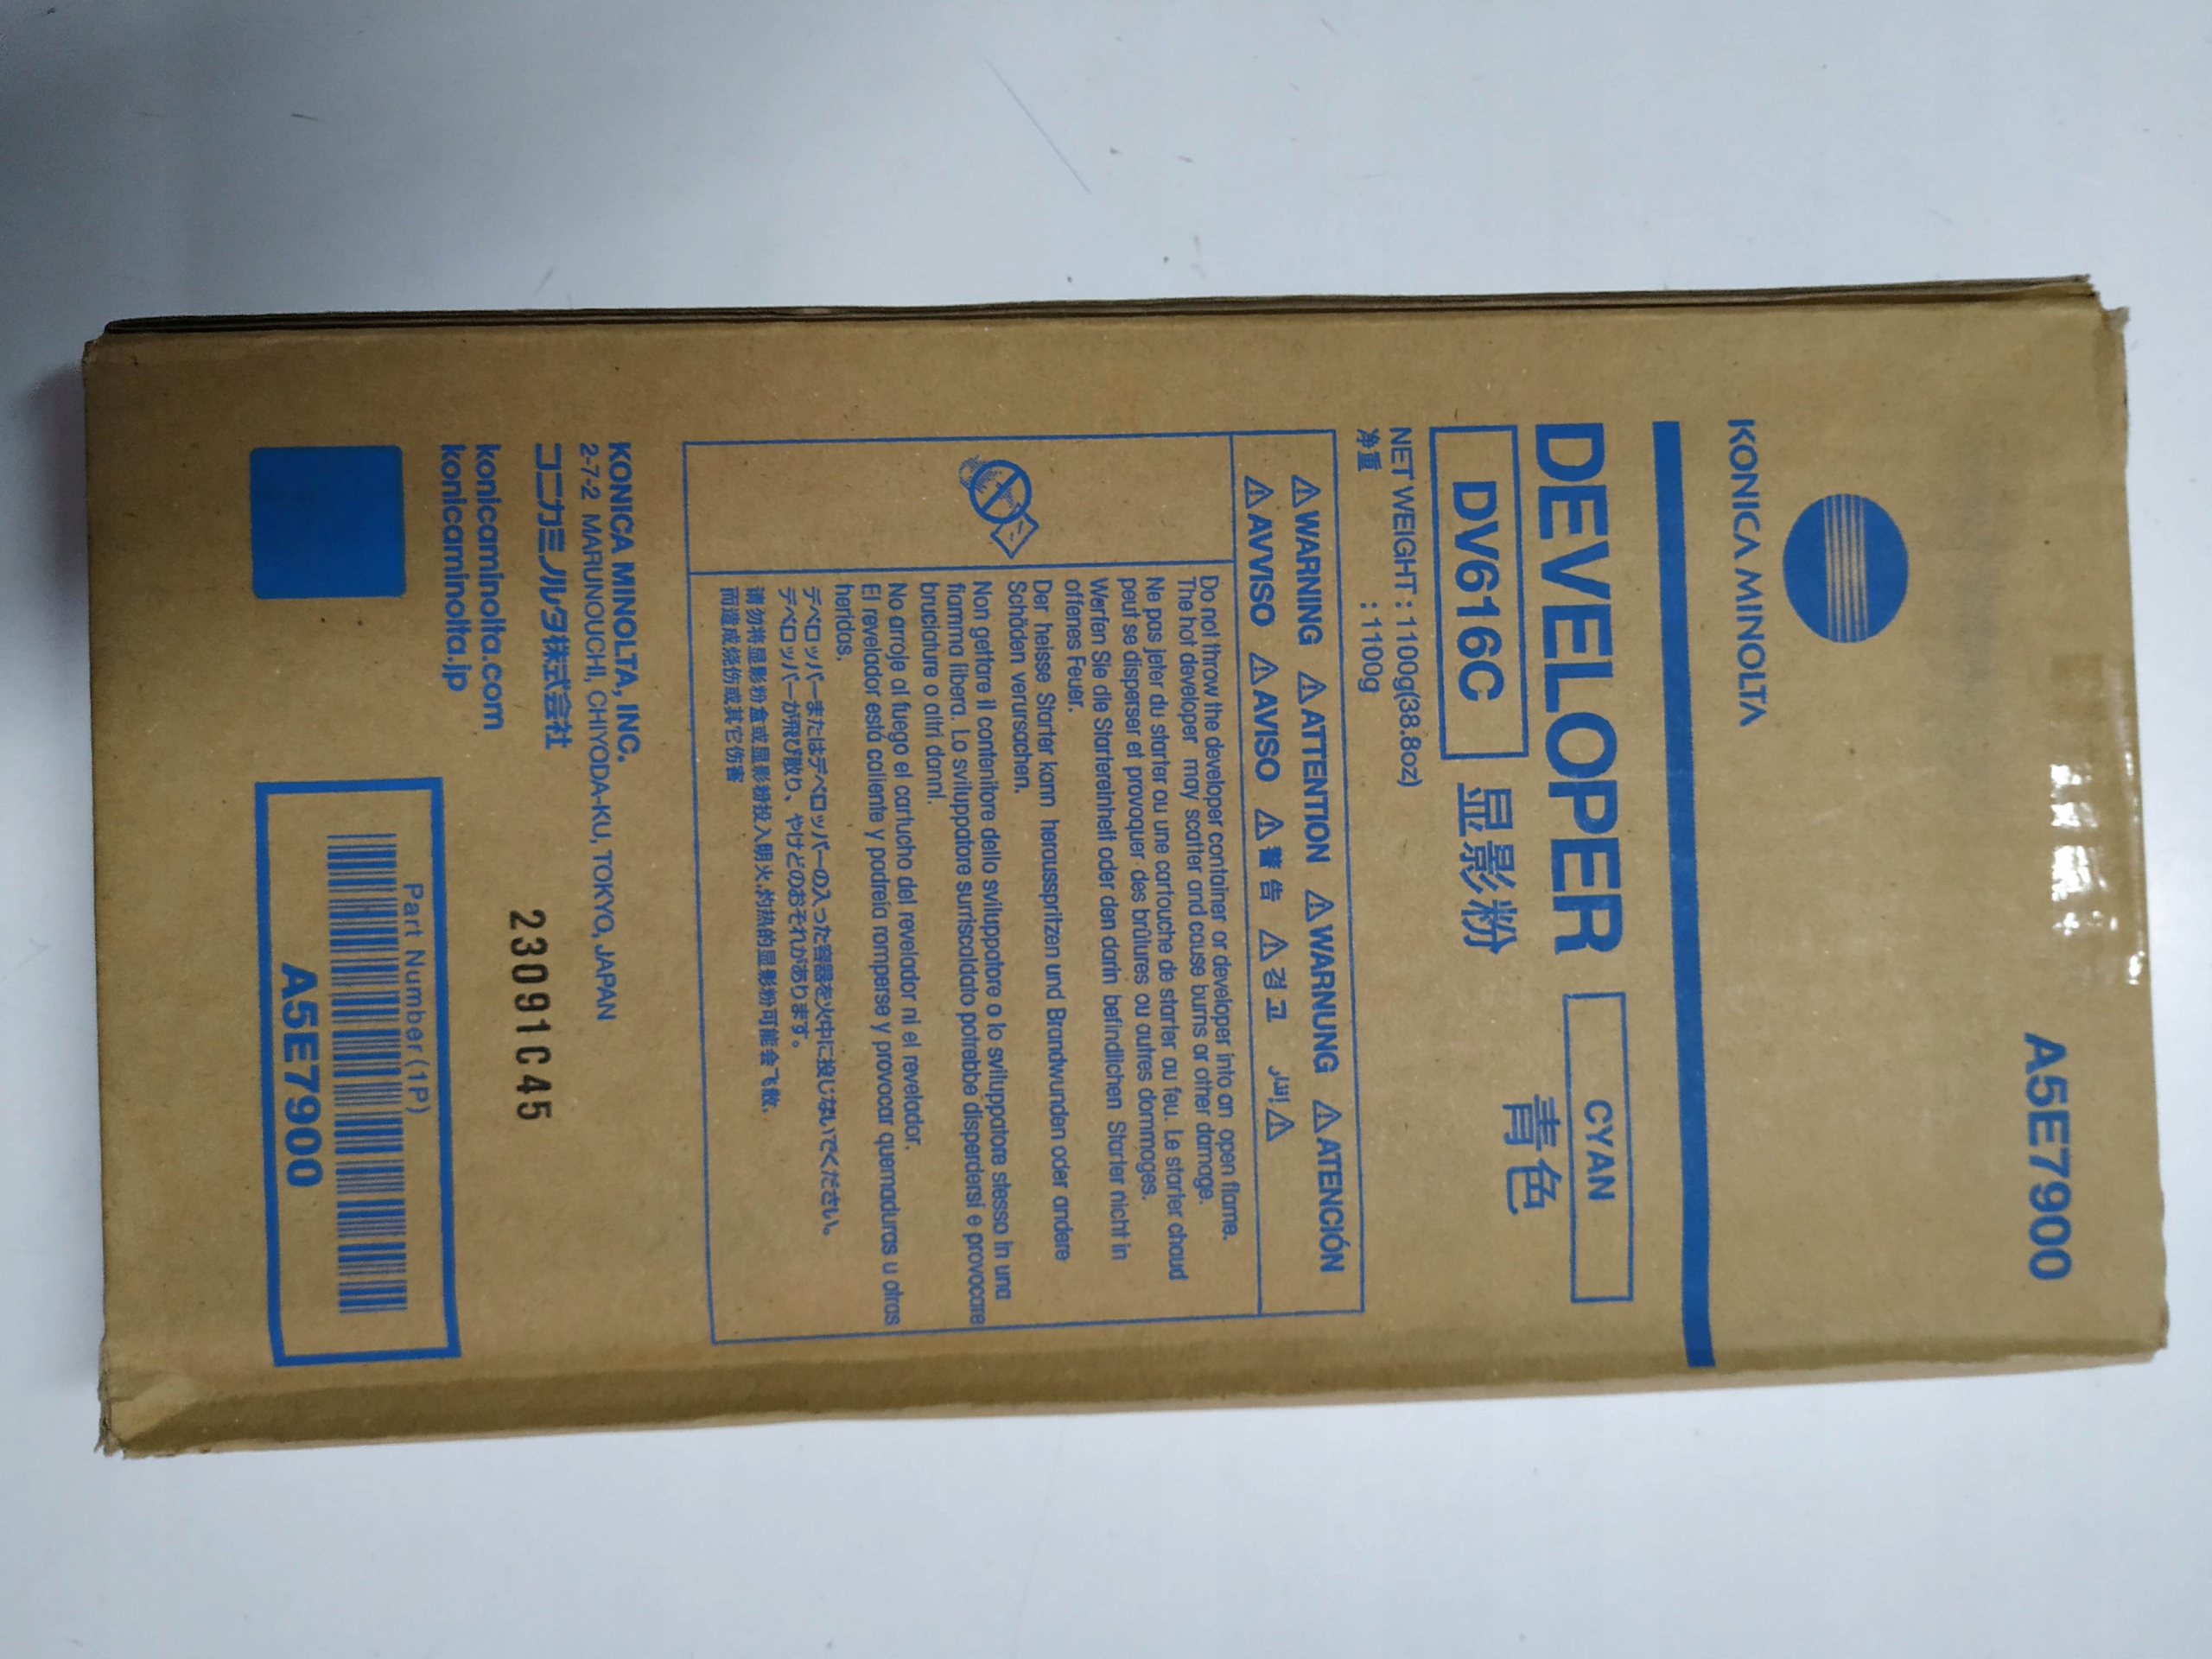 A5E7900
KONICA MINOLTA
DEVELOPER
CYAN
DV616C
显影粉
青色
NET WEIGHT : 1100g(38.8oz)
净重 : 1100g
⚠WARNING ⚠ATTENTION ⚠WARNUNG ⚠ATENCIÓN
⚠AVVISO ⚠AVISO ⚠警告 ⚠경고 ⚠إنذار
Do not throw the developer container or developer into an open flame.
The hot developer may scatter and cause burns or other damage.
Ne pas jeter du starter ou une cartouche de starter au feu. Le starter chaud
peut se disperser et provoquer des brûlures ou autres dommages.
Werfen Sie die Startereinheit oder den darin befindlichen Starter nicht in
offenes Feuer.
Der heisse Starter kann herausspritzen und Brandwunden oder andere
Schäden verursachen.
Non gettare il contenitore dello sviluppatore o lo sviluppatore stesso in una
fiamma libera. Lo sviluppatore surriscaldato potrebbe disperdersi e provocare
bruciature o altri danni.
No arroje al fuego el cartucho del revelador ni el revelador.
El revelador está caliente y podreía romperse y provocar quemaduras u otras
heridas.
デベロッパーまたはデベロッパーの入った容器を火中に投じないでください。
デベロッパーが飛び散り、やけどのおそれがあります。
请勿将显影粉盒或显影粉投入明火,灼热的显影粉可能会飞散,
而造成烧伤或其它伤害
KONICA MINOLTA, INC.
2-7-2 MARUNOUCHI, CHIYODA-KU, TOKYO, JAPAN
コニカミノルタ株式会社
konicaminolta.com
konicaminolta.jp
23091C45
Part Number(1P)
A5E7900